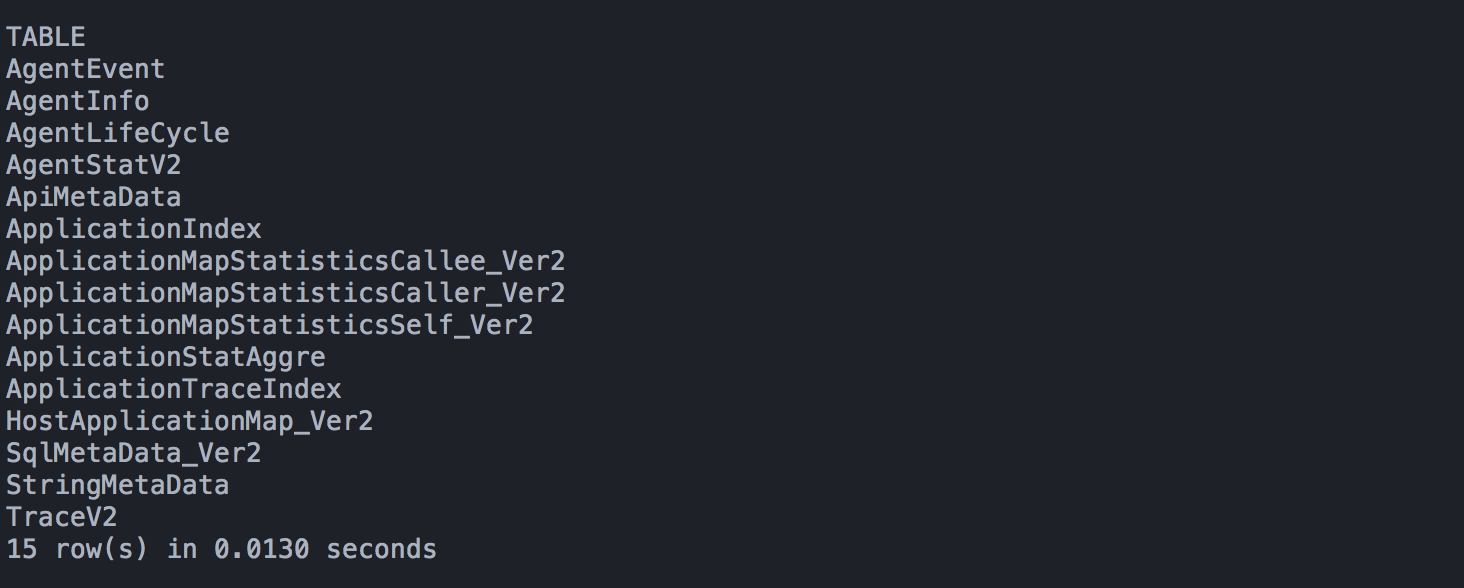 TABLE
AgentEvent
AgentInfo
AgentLifeCycle
AgentStatV2
ApiMetaData
ApplicationIndex
ApplicationMapStatisticsCallee_Ver2
ApplicationMapStatisticsCaller_Ver2
ApplicationMapStatisticsSelf_Ver2
ApplicationStatAggre
ApplicationTraceIndex
HostApplicationMap_Ver2
SqlMetaData_Ver2
StringMetaData
TraceV2
15 row(s) in 0.0130 seconds